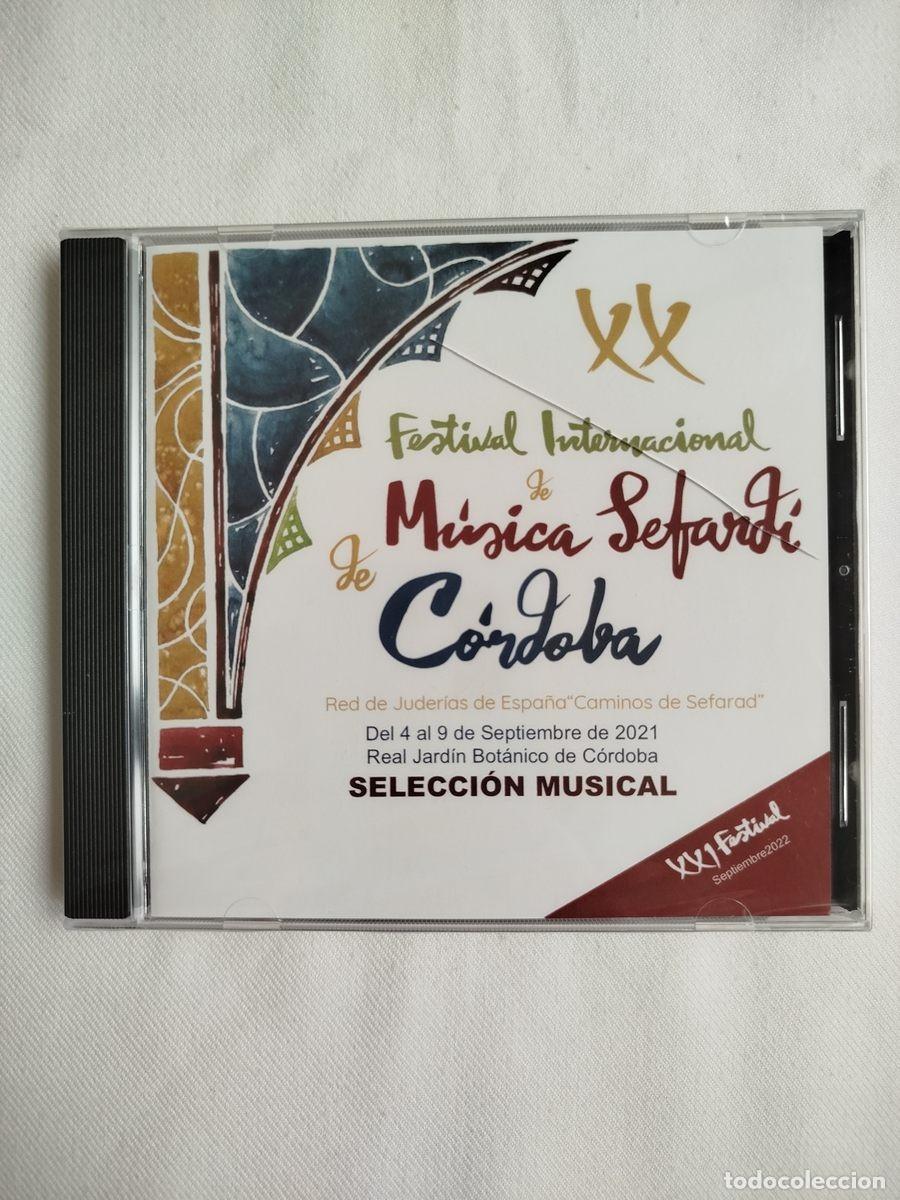 XX
Festival Internacional
de
Música Sefardí
de
Córdoba
Red de Juderías de España“Caminos de Sefarad”
Del 4 al 9 de Septiembre de 2021
Real Jardín Botánico de Córdoba
SELECCIÓN MUSICAL
XXI Festival
Septiembre2022
todocoleccion